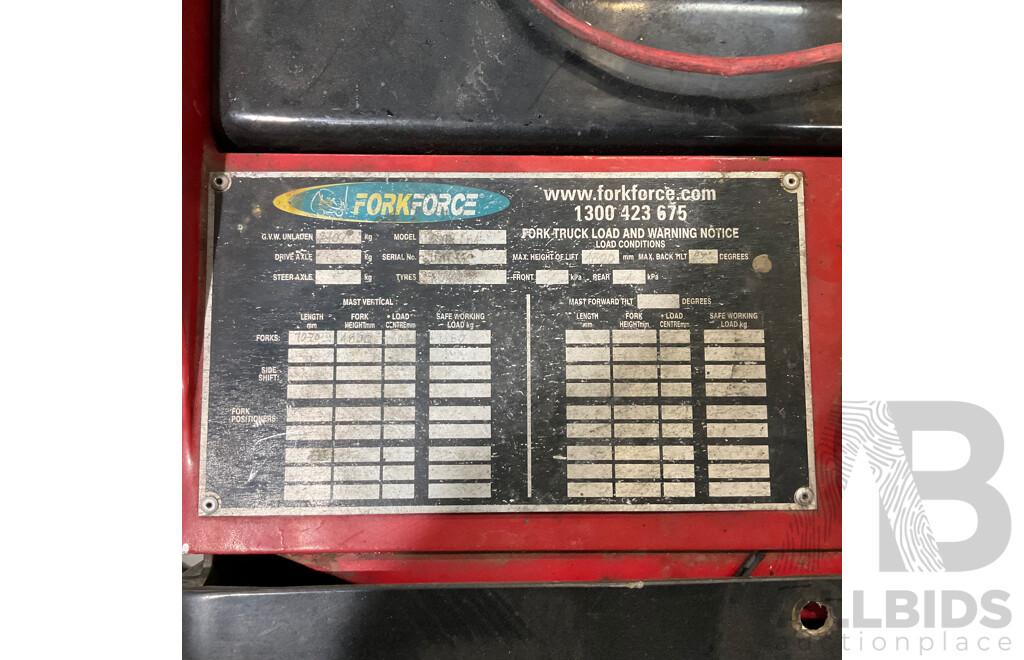 FORKFORCE
www.forkforce.com
1300 423 675
FORK TRUCK LOAD AND WARNING NOTICE
LOAD CONDITIONS
G.V.W. UNLADEN kg MODEL
DRIVE AXLE Kg SERIAL No. MAX. HEIGHT OF LIFT mm MAX. BACK TILT DEGREES
STEER AXLE kg TYRES FRONT kPa REAR kPa
MAST VERTICAL MAST FORWARD TILT DEGREES
LENGTH mm FORK HEIGHT mm + LOAD CENTRE mm SAFE WORKING LOAD kg LENGTH mm FORK HEIGHT mm + LOAD CENTRE mm SAFE WORKING LOAD kg
FORKS:
SIDE
SHIFT:
FORK
POSITIONERS:
AB
ALLBIDS
auctionplace